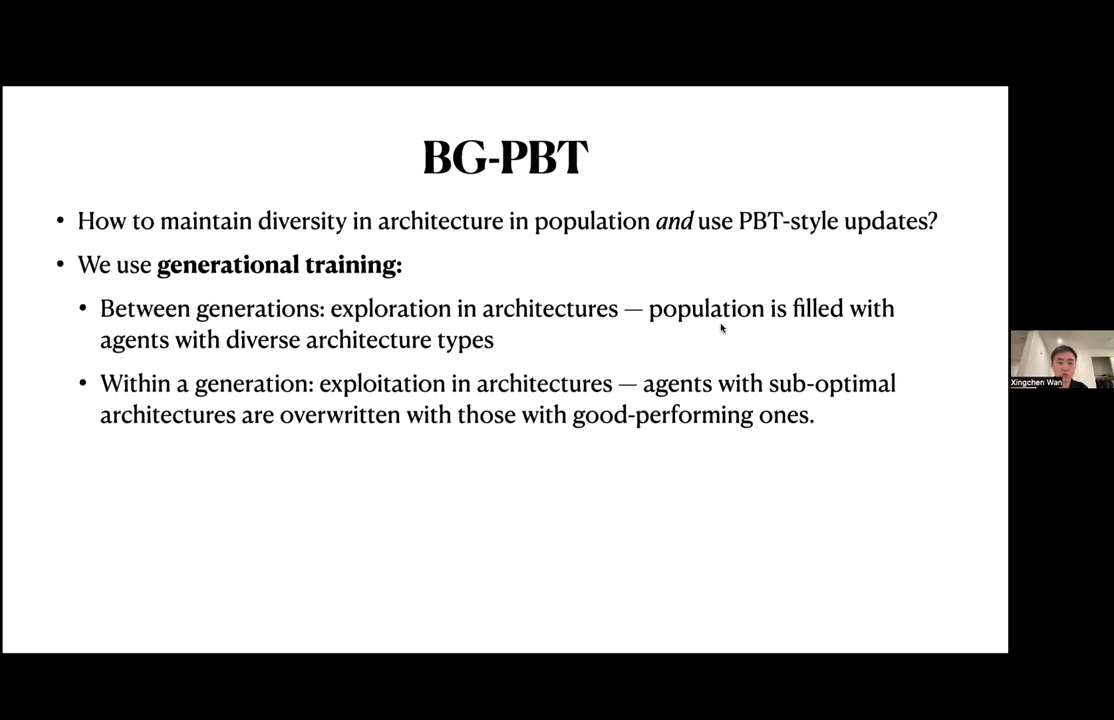 BG-PBT
• How to maintain diversity in architecture in population and use PBT-style updates?
• We use generational training:
• Between generations: exploration in architectures — population is filled with
agents with diverse architecture types
• Within a generation: exploitation in architectures — agents with sub-optimal
architectures are overwritten with those with good-performing ones.
Xingchen Wan